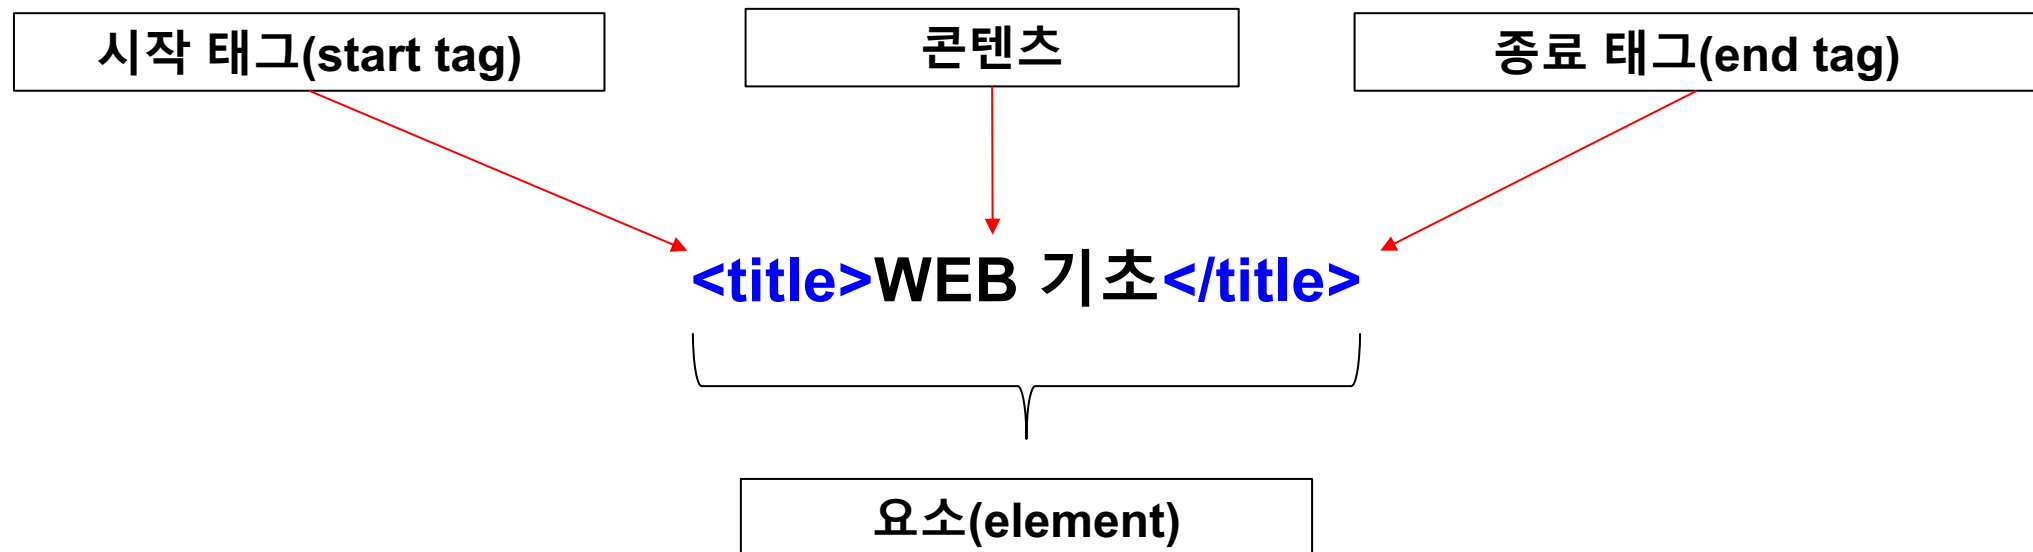 시작 태그(start tag)
콘텐츠
종료 태그(end tag)
<title>WEB 기초</title>
요소(element)